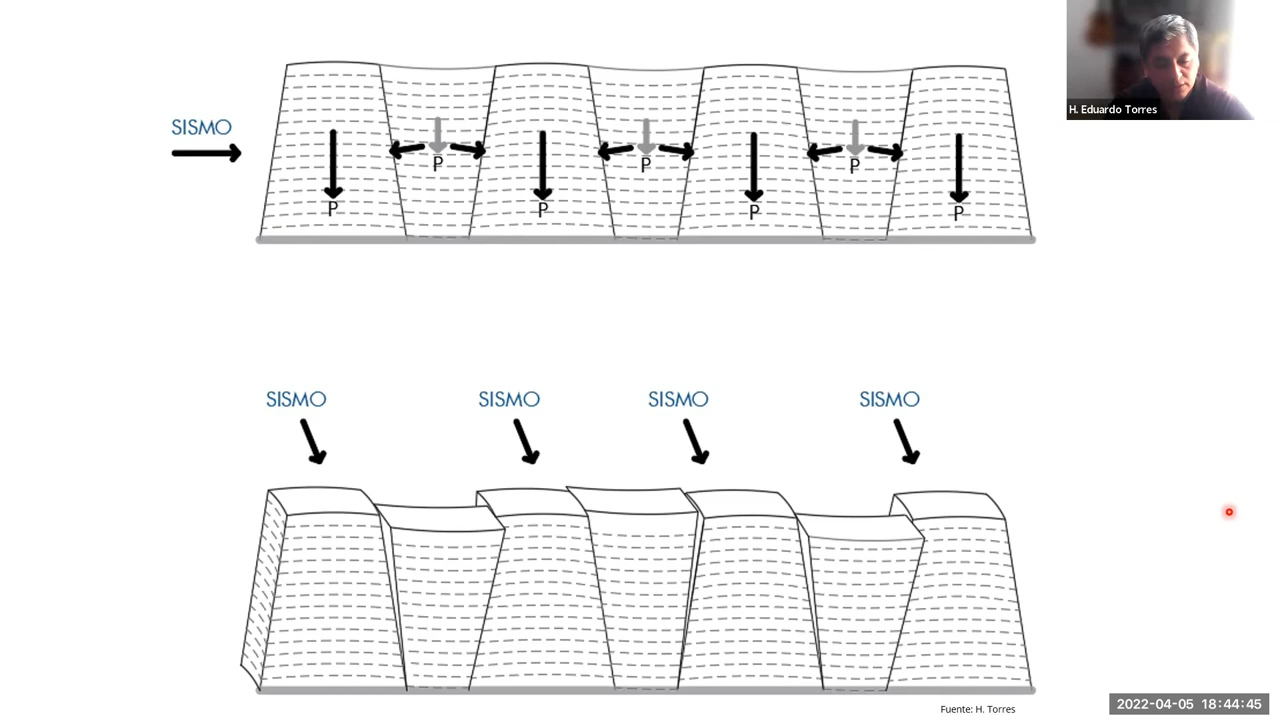 H. Eduardo Torres
SISMO
P
P
P
P
P
P
P
SISMO
SISMO
SISMO
SISMO
Fuente: H. Torres
2022-04-05 18:44:45